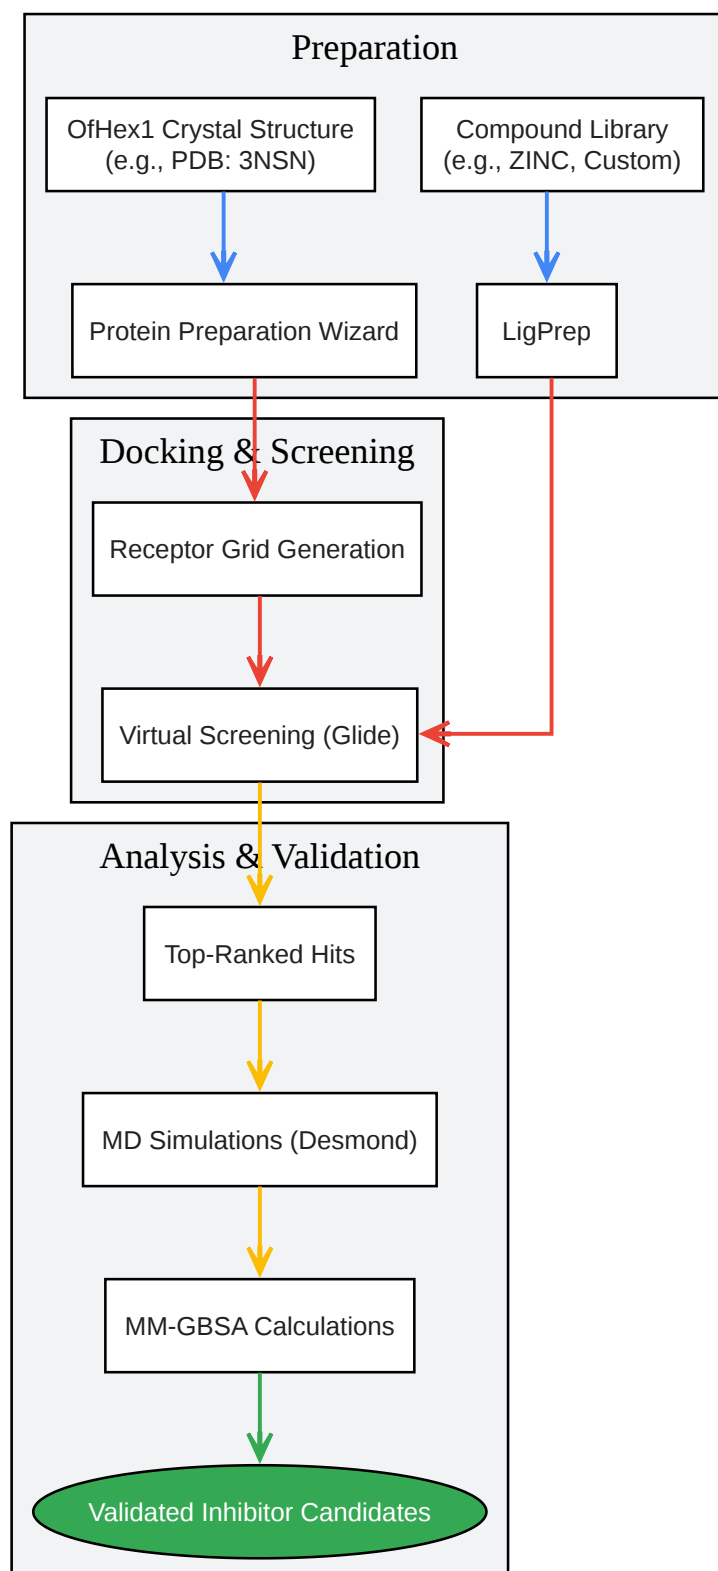 Preparation
OfHex1 Crystal Structure
(e.g., PDB: 3NSN)
Compound Library
(e.g., ZINC, Custom)
Protein Preparation Wizard
LigPrep
Docking & Screening
Receptor Grid Generation
Virtual Screening (Glide)
Analysis & Validation
Top-Ranked Hits
MD Simulations (Desmond)
MM-GBSA Calculations
Validated Inhibitor Candidates